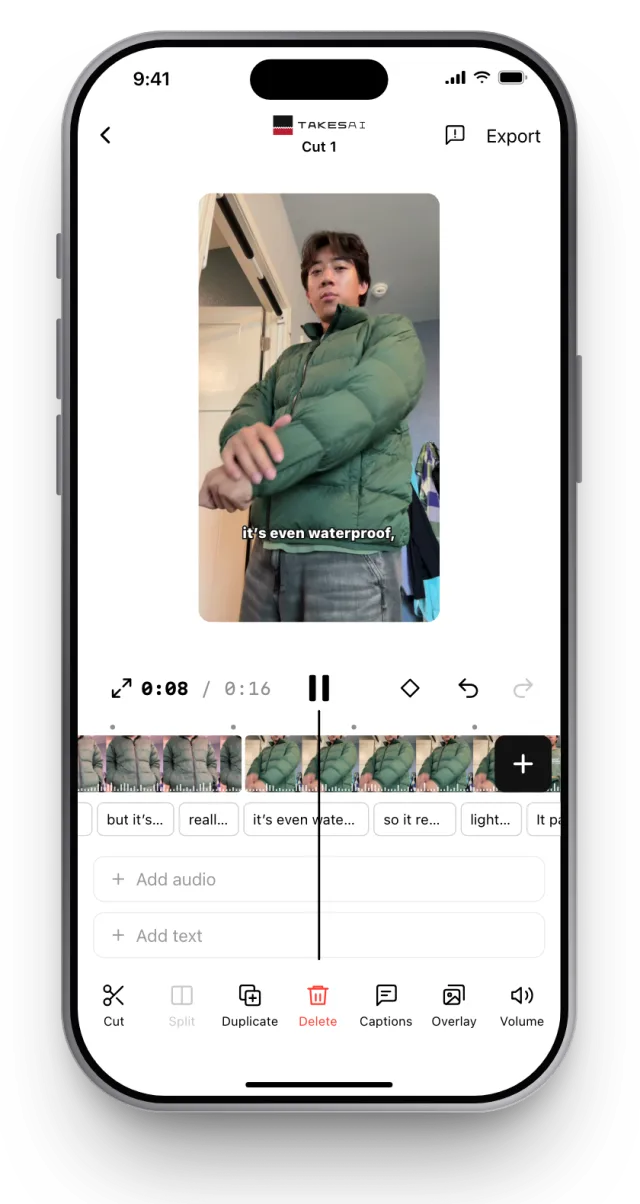 9:41
TAKESAI
Cut 1
Export
it's even waterproof,
0:08 / 0:16
but it's... reall... it's even wate... so it re... light... It pa
+ Add audio
+ Add text
Cut Split Duplicate Delete Captions Overlay Volume